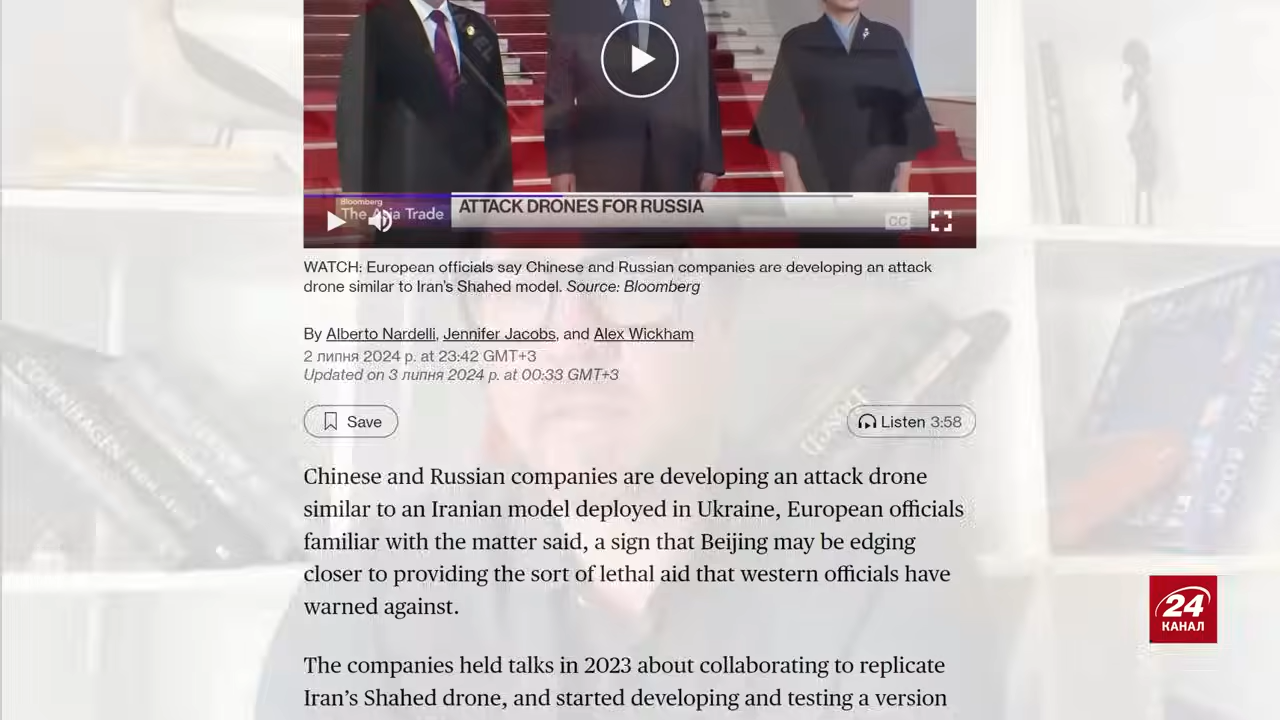 Bloomberg
The Asia Trade
ATTACK DRONES FOR RUSSIA
CC
WATCH: European officials say Chinese and Russian companies are developing an attack
drone similar to Iran's Shahed model. Source: Bloomberg
By Alberto Nardelli, Jennifer Jacobs, and Alex Wickham
2 липня 2024 р. at 23:42 GMT+3
Updated on 3 липня 2024 р. at 00:33 GMT+3
Save
Listen 3:58
Chinese and Russian companies are developing an attack drone
similar to an Iranian model deployed in Ukraine, European officials
familiar with the matter said, a sign that Beijing may be edging
closer to providing the sort of lethal aid that western officials have
warned against.
24
КАНАЛ
The companies held talks in 2023 about collaborating to replicate
Iran's Shahed drone, and started developing and testing a version